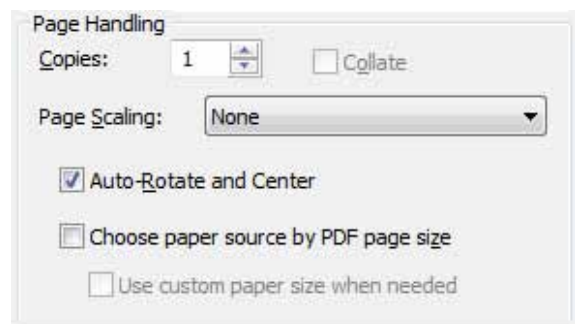 Page Handling
Copies: 1 Collate
Page Scaling: None
Auto-Rotate and Center
Choose paper source by PDF page size
Use custom paper size when needed